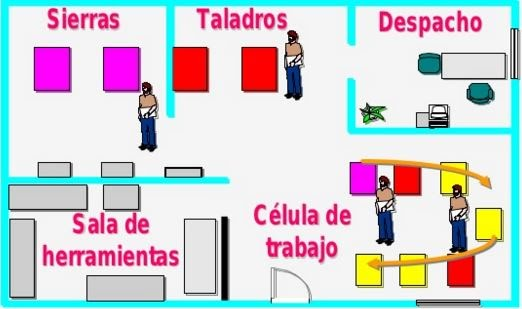 Sierras
Taladros
Despacho
Sala de
herramientas
Célula de
trabajo